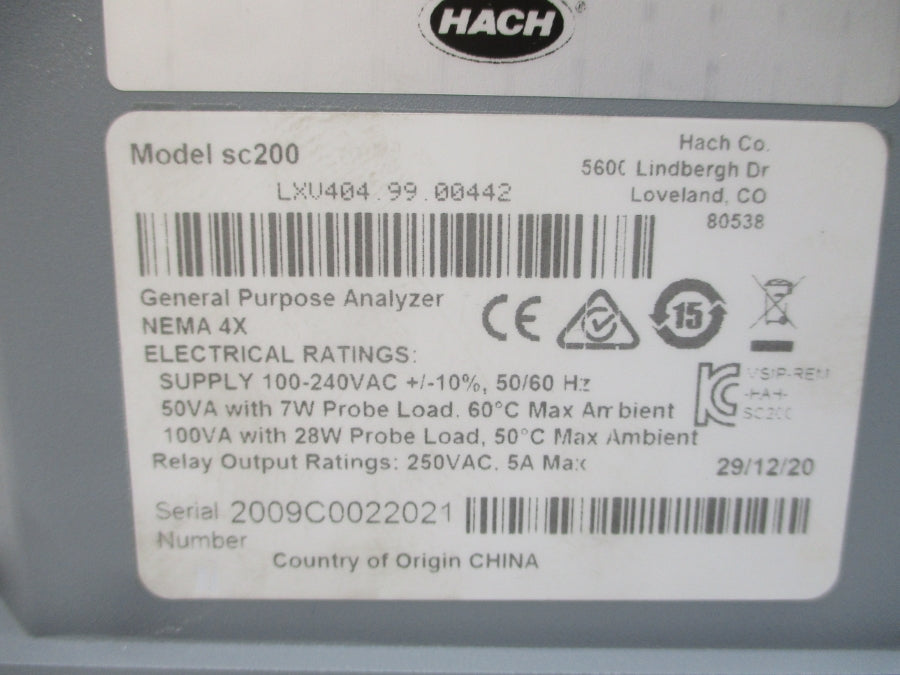 HACH®
Model sc200
LXV404.99.00442
Hach Co.
5600 Lindbergh Dr
Loveland, CO
80538
General Purpose Analyzer
NEMA 4X
CE
15
ELECTRICAL RATINGS:
SUPPLY 100-240VAC +/-10%, 50/60 Hz
50VA with 7W Probe Load, 60°C Max Ambient
100VA with 28W Probe Load, 50°C Max Ambient
Relay Output Ratings: 250VAC, 5A Max
-HAH-
SC200
29/12/20
Serial 2009C0022021
Number
Country of Origin CHINA